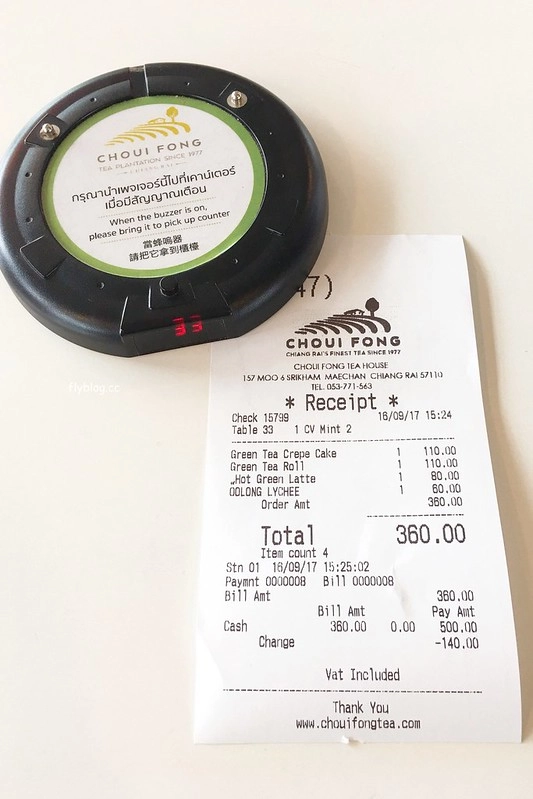 CHOUI FONG
TEA PLANTATION SINCE 1977
CHIANG RAI
กรุณานำเพจเจอร์นี้ไปที่เคาน์เตอร์
เมื่อมีสัญญาณเตือน
When the buzzer is on,
please bring it to pick up counter
當蜂鳴器
請把它拿到櫃檯
33
flyblog.cc
47)
CHOUI FONG
CHIANG RAI'S FINEST TEA SINCE 1977
CHOUI FONG TEA HOUSE
157 MOO 6 SRIKHAM MAECHAN CHIANG RAI 57110
TEL. 053-771-563
* Receipt *
Check 15799 16/09/17 15:24
Table 33 1 CV Mint 2
Green Tea Crepe Cake 1 110.00
Green Tea Roll 1 110.00
„Hot Green Latte 1 80.00
OOLONG LYCHEE 1 60.00
Order Amt 360.00
Total 360.00
Item count 4
Stn 01 16/09/17 15:25:02
Paymnt 0000008 Bill 0000008
Bill Amt 360.00
Bill Amt Pay Amt
Cash 360.00 0.00 500.00
Change -140.00
Vat Included
Thank You
www.chouifongtea.com